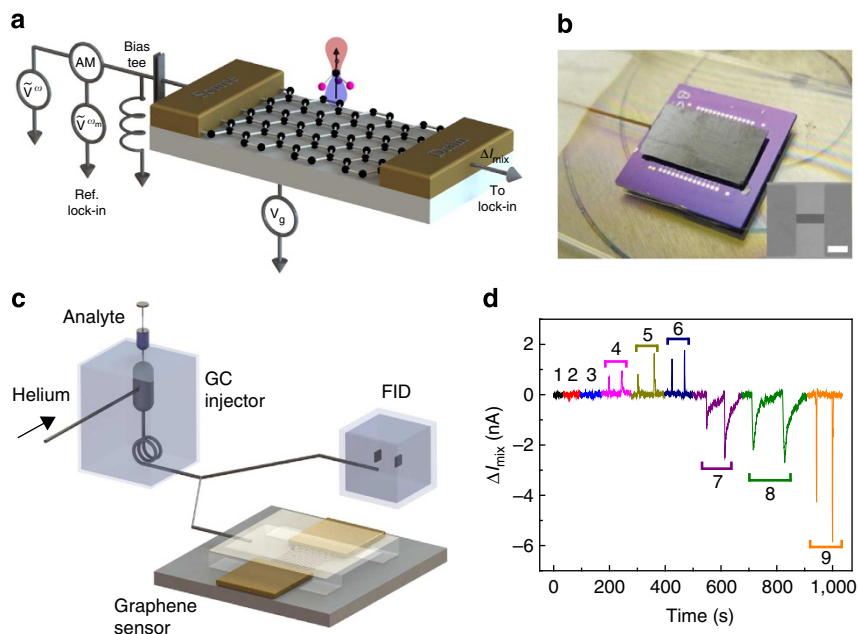 a
Bias
tee
AM
Ṽω
Ṽωm
Ref.
lock-in
Source
Drain
ΔImix
To
lock-in
Vg
b
c
Analyte
Helium
GC
injector
FID
Graphene
sensor
d
ΔImix (nA)
2
0
−2
−4
−6
1 2 3 4 5 6
7 8 9
0 200 400 600 800 1,000
Time (s)